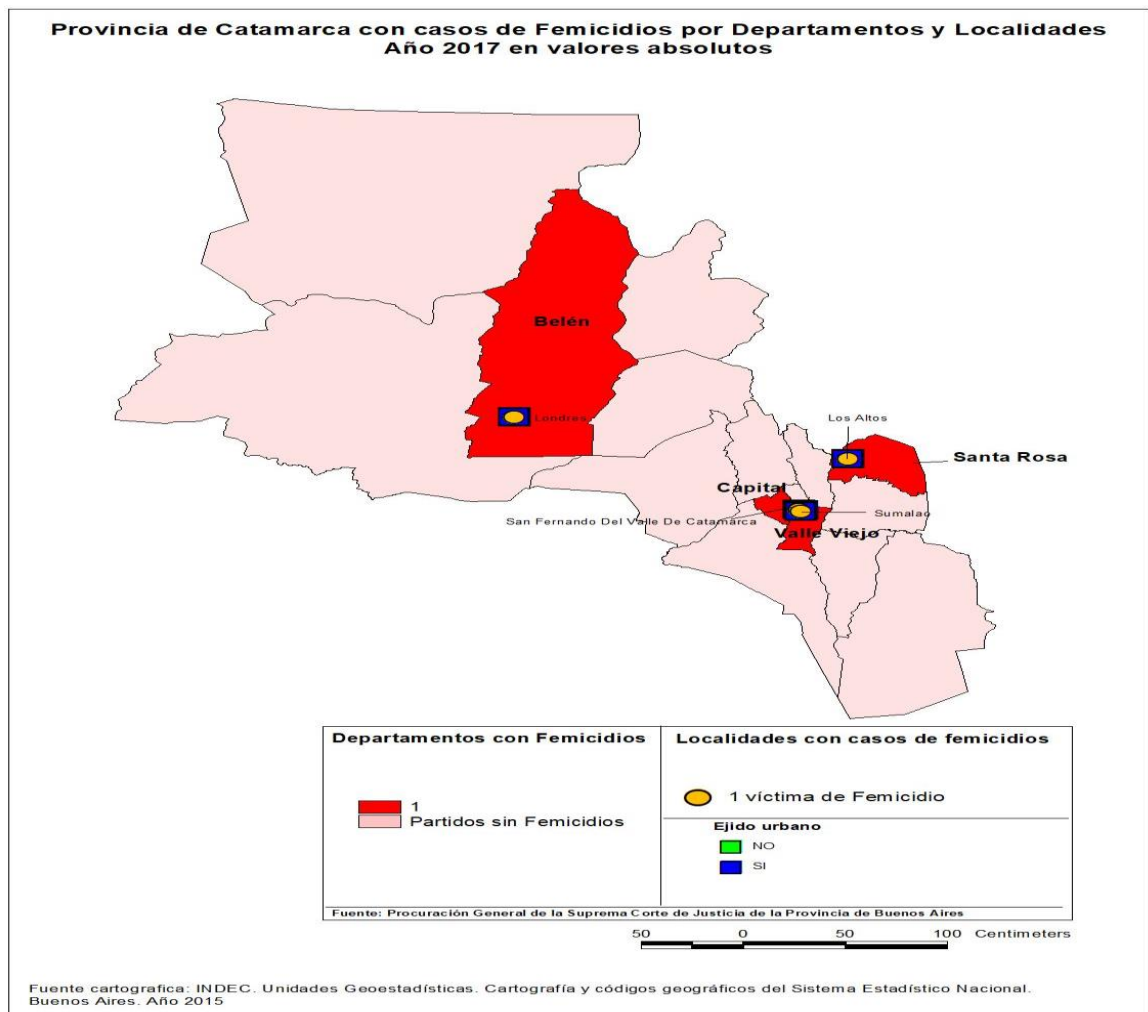 Provincia de Catamarca con casos de Femicidios por Departamentos y Localidades
Año 2017 en valores absolutos
Belén
Londres
Los Altos
Santa Rosa
Capital
San Fernando Del Valle De Catamarca
Sumalao
Valle Viejo
Departamentos con Femicidios
1
Partidos sin Femicidios
Localidades con casos de femicidios
1 víctima de Femicidio
Ejido urbano
NO
SI
Fuente: Procuración General de la Suprema Corte de Justicia de la Provincia de Buenos Aires
50 0 50 100 Centimeters
Fuente cartografica: INDEC. Unidades Geoestadísticas. Cartografía y códigos geográficos del Sistema Estadístico Nacional.
Buenos Aires. Año 2015